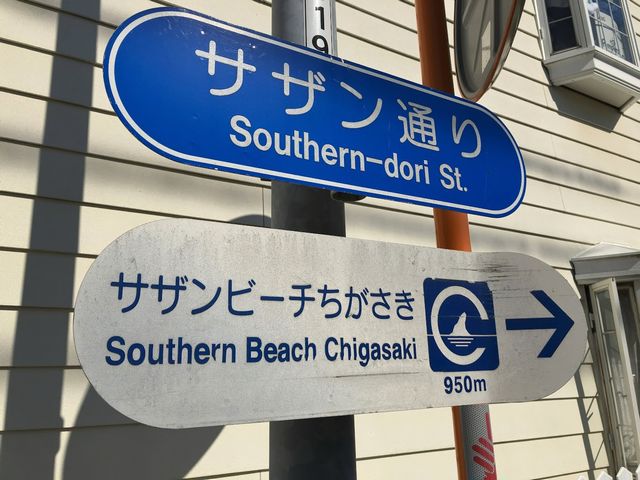 19
サザン通り
Southern-dori St.
サザンビーチちがさき
Southern Beach Chigasaki
950m